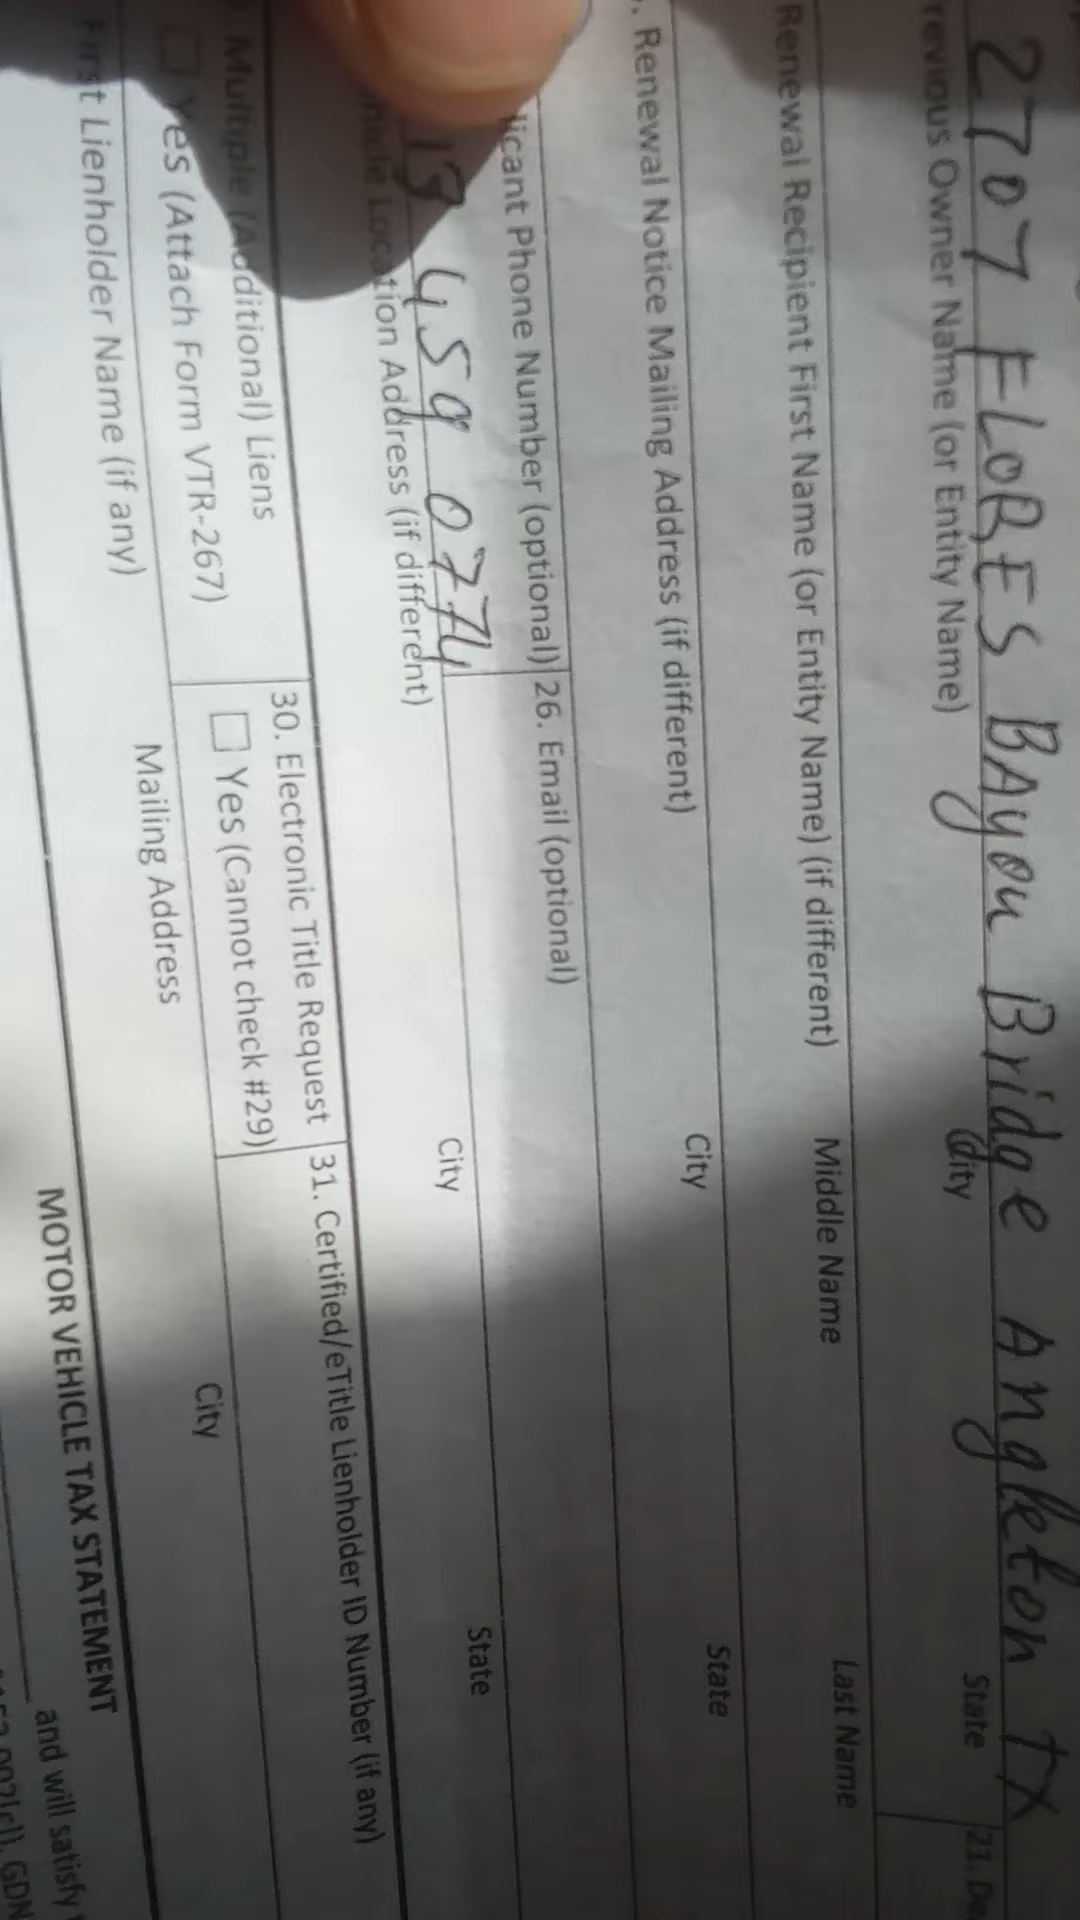 2707 FLORES BAyou Bridge Angleton TX
revious Owner Name (or Entity Name) City State 21.
Renewal Recipient First Name (or Entity Name) (if different) Middle Name Last Name
. Renewal Notice Mailing Address (if different) City State
licant Phone Number (optional) 26. Email (optional)
459 0774
Location Address (if different) City State
Multiple (Additional) Liens 30. Electronic Title Request 31. Certified/eTitle Lienholder ID Number (if any)
Yes (Attach Form VTR-267) Yes (Cannot check #29)
First Lienholder Name (if any) Mailing Address City
MOTOR VEHICLE TAX STATEMENT
and will satisfy
GDN